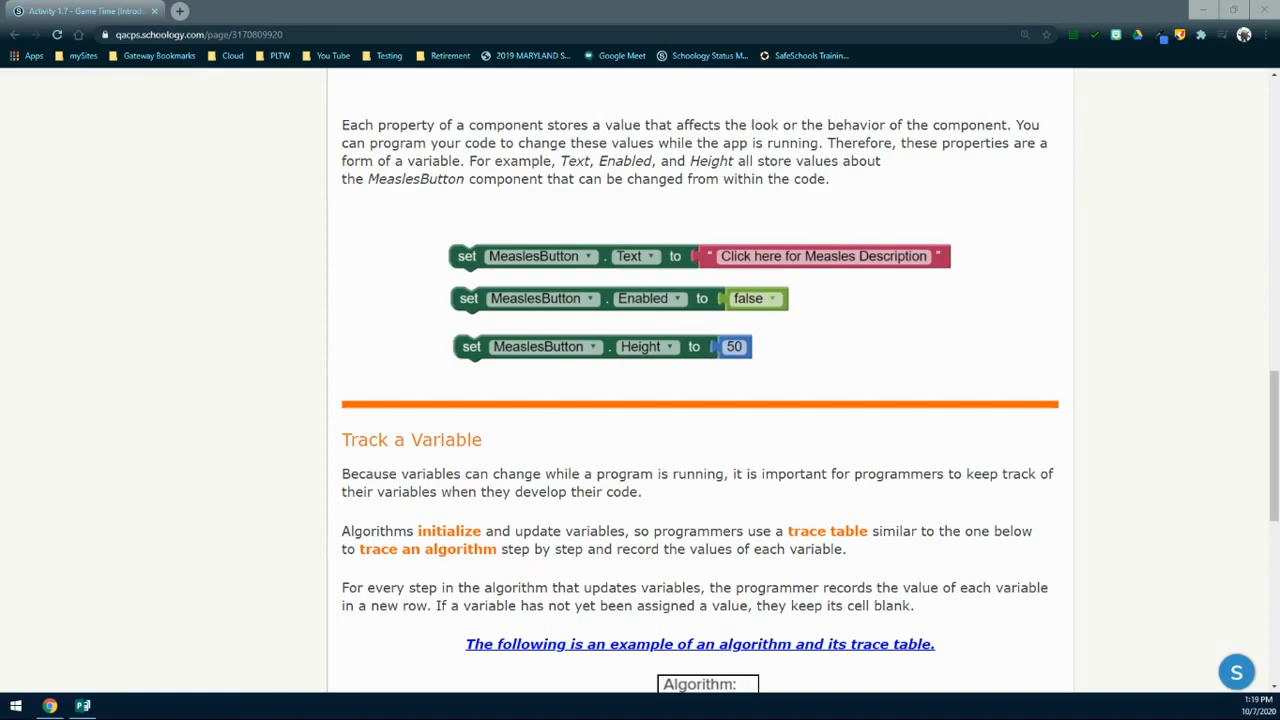 Activity 1.7 - Game Time (Introd
qacps.schoology.com/page/3170809920
Apps mySites Gateway Bookmarks Cloud PLTW You Tube Testing Retirement 2019 MARYLAND S... Google Meet Schoology Status M... SafeSchools Trainin...
Each property of a component stores a value that affects the look or the behavior of the component. You
can program your code to change these values while the app is running. Therefore, these properties are a
form of a variable. For example, Text, Enabled, and Height all store values about
the MeaslesButton component that can be changed from within the code.
set MeaslesButton . Text to " Click here for Measles Description "
set MeaslesButton . Enabled to false
set MeaslesButton . Height to 50
Track a Variable
Because variables can change while a program is running, it is important for programmers to keep track of
their variables when they develop their code.
Algorithms initialize and update variables, so programmers use a trace table similar to the one below
to trace an algorithm step by step and record the values of each variable.
For every step in the algorithm that updates variables, the programmer records the value of each variable
in a new row. If a variable has not yet been assigned a value, they keep its cell blank.
The following is an example of an algorithm and its trace table.
Algorithm:
S
1:19 PM
10/7/2020